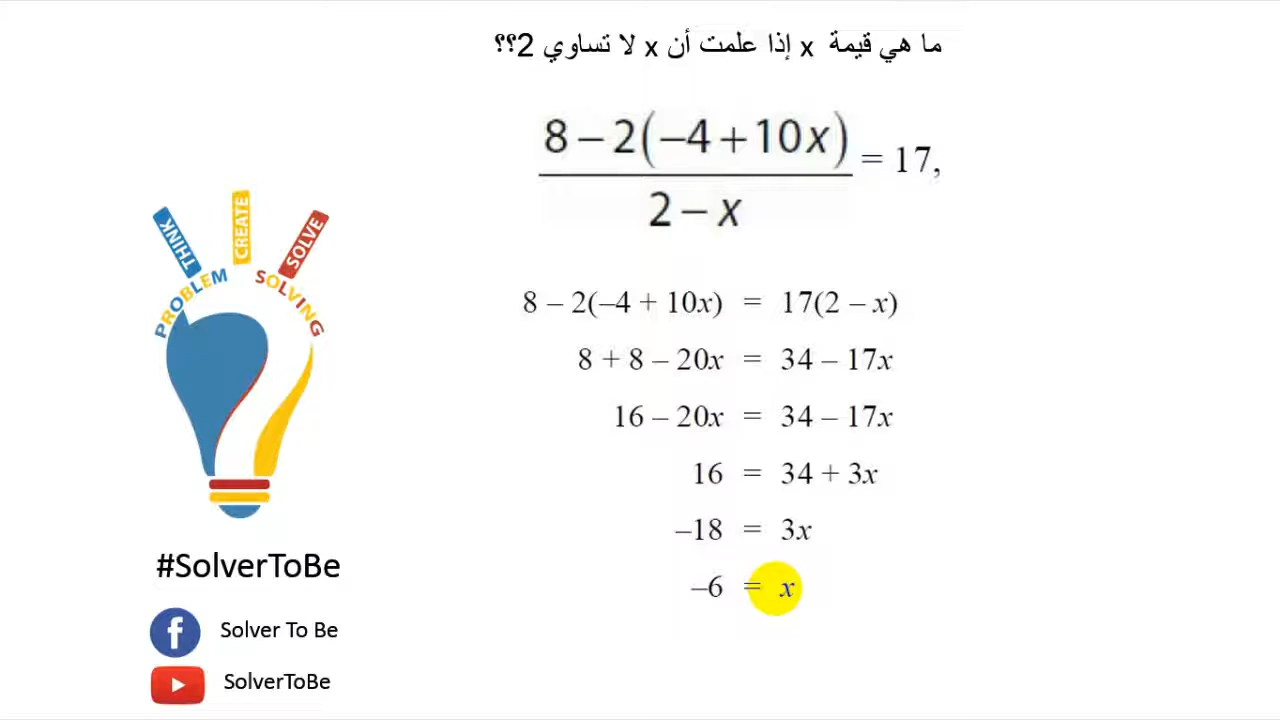 ما هي قيمة x إذا علمت أن x لا تساوي 2؟؟
8 – 2(–4 + 10x)
= 17,
2 – x
8 – 2(–4 + 10x) = 17(2 – x)
8 + 8 – 20x = 34 – 17x
16 – 20x = 34 – 17x
16 = 34 + 3x
–18 = 3x
–6 = x
THINK
CREATE
SOLVE
PROBLEM SOLVING
#SolverToBe
f Solver To Be
SolverToBe